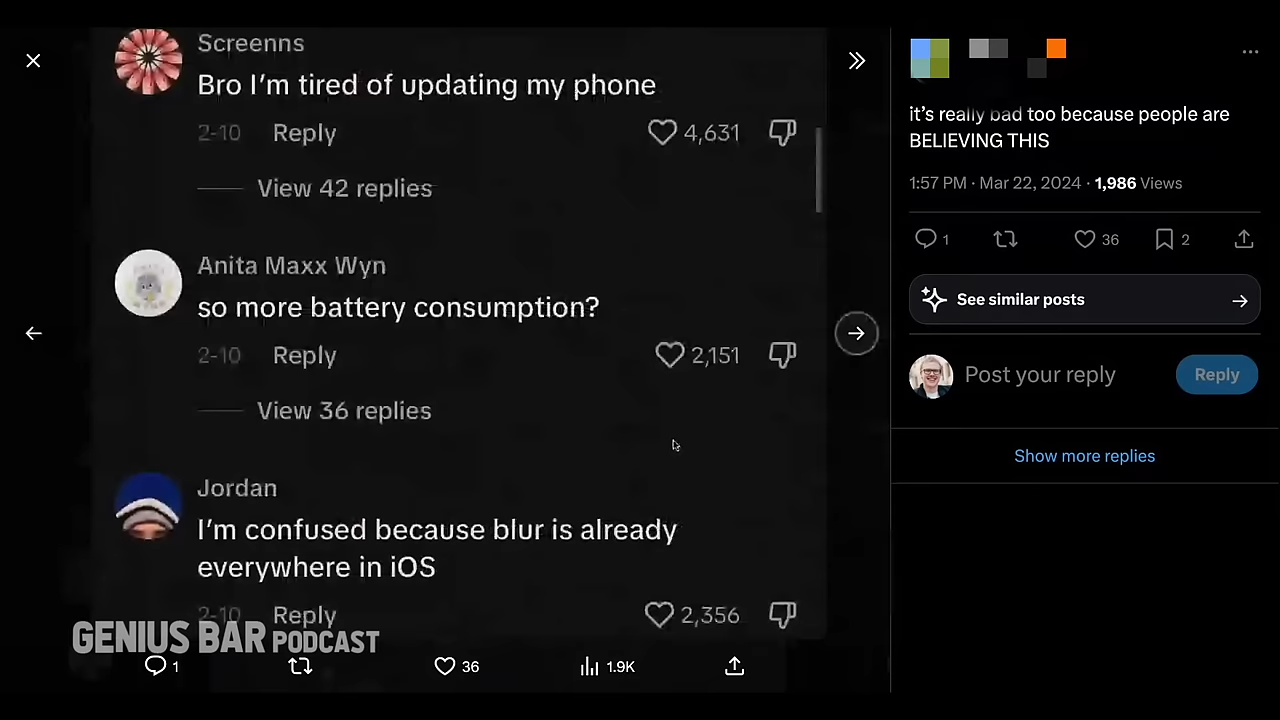 Screenns
Bro I’m tired of updating my phone
2-10 Reply 4,631
View 42 replies
Anita Maxx Wyn
so more battery consumption?
2-10 Reply 2,151
View 36 replies
Jordan
I’m confused because blur is already
everywhere in iOS
2-10 Reply 2,356
GENIUS BAR PODCAST
1 36 1.9K
it’s really bad too because people are
BELIEVING THIS
1:57 PM · Mar 22, 2024 · 1,986 Views
1 36 2
See similar posts
Post your reply Reply
Show more replies